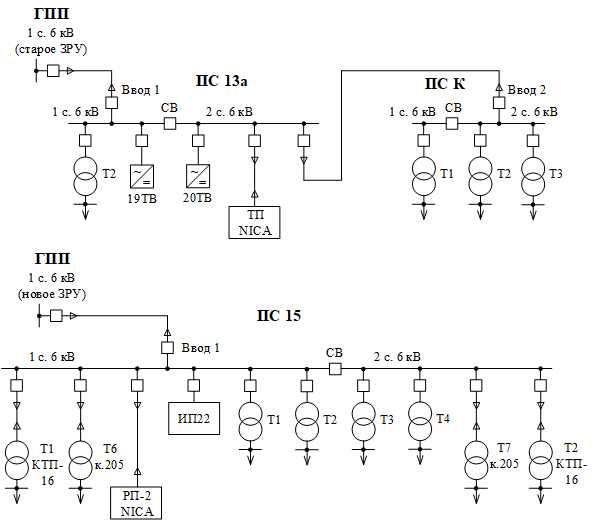 ГПП
1 с. 6 кВ
(старое ЗРУ)
Ввод 1
ПС 13а
1 с. 6 кВ
СВ
2 с. 6 кВ
Т2
19ТВ
20ТВ
ТП
NICA
ПС К
Ввод 2
1 с. 6 кВ
СВ
2 с. 6 кВ
Т1
Т2
Т3
~
=
~
=
ГПП
1 с. 6 кВ
(новое ЗРУ)
ПС 15
Ввод 1
1 с. 6 кВ
СВ
2 с. 6 кВ
Т1
КТП-
16
Т6
к.205
РП-2
NICA
ИП22
Т1
Т2
Т3
Т4
Т7
к.205
Т2
КТП-
16